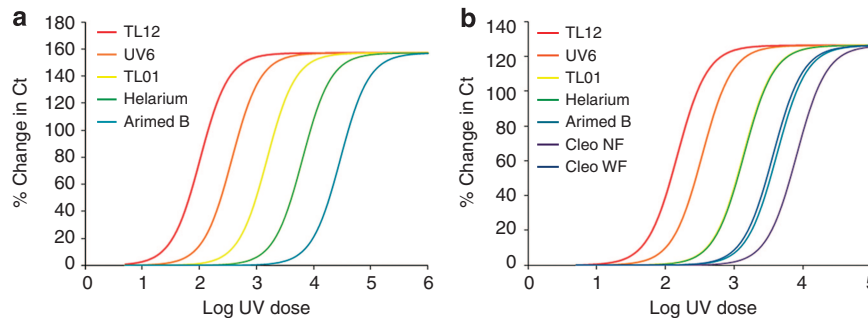 a
% Change in Ct
180
160
140
120
100
80
60
40
20
0
TL12
UV6
TL01
Helarium
Arimed B
0 1 2 3 4 5 6
Log UV dose
b
% Change in Ct
140
120
100
80
60
40
20
0
TL12
UV6
TL01
Helarium
Arimed B
Cleo NF
Cleo WF
0 1 2 3 4 5
Log UV dose